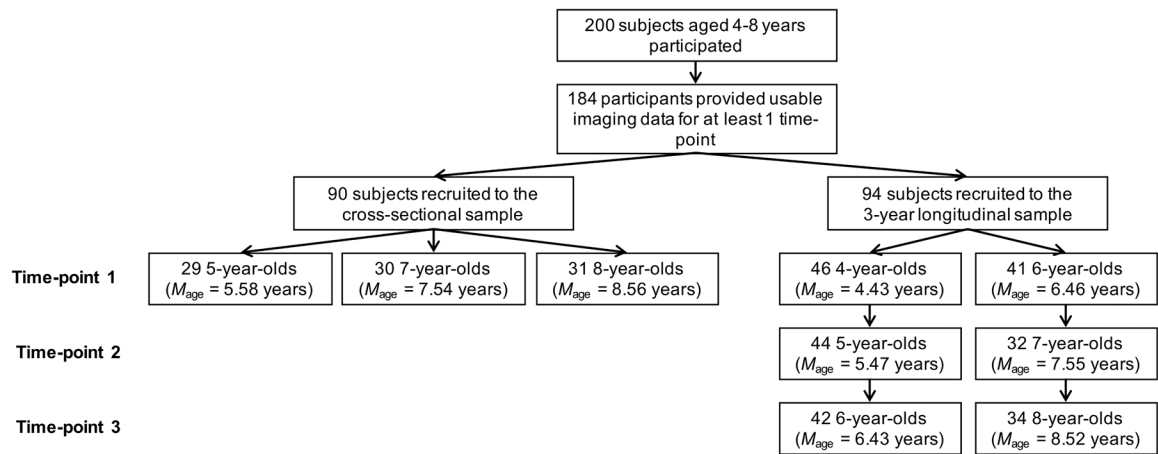 200 subjects aged 4-8 years
participated
184 participants provided usable
imaging data for at least 1 time-
point
90 subjects recruited to the
cross-sectional sample
94 subjects recruited to the
3-year longitudinal sample
Time-point 1
29 5-year-olds
(Mage = 5.58 years)
30 7-year-olds
(Mage = 7.54 years)
31 8-year-olds
(Mage = 8.56 years)
46 4-year-olds
(Mage = 4.43 years)
41 6-year-olds
(Mage = 6.46 years)
Time-point 2
44 5-year-olds
(Mage = 5.47 years)
32 7-year-olds
(Mage = 7.55 years)
Time-point 3
42 6-year-olds
(Mage = 6.43 years)
34 8-year-olds
(Mage = 8.52 years)